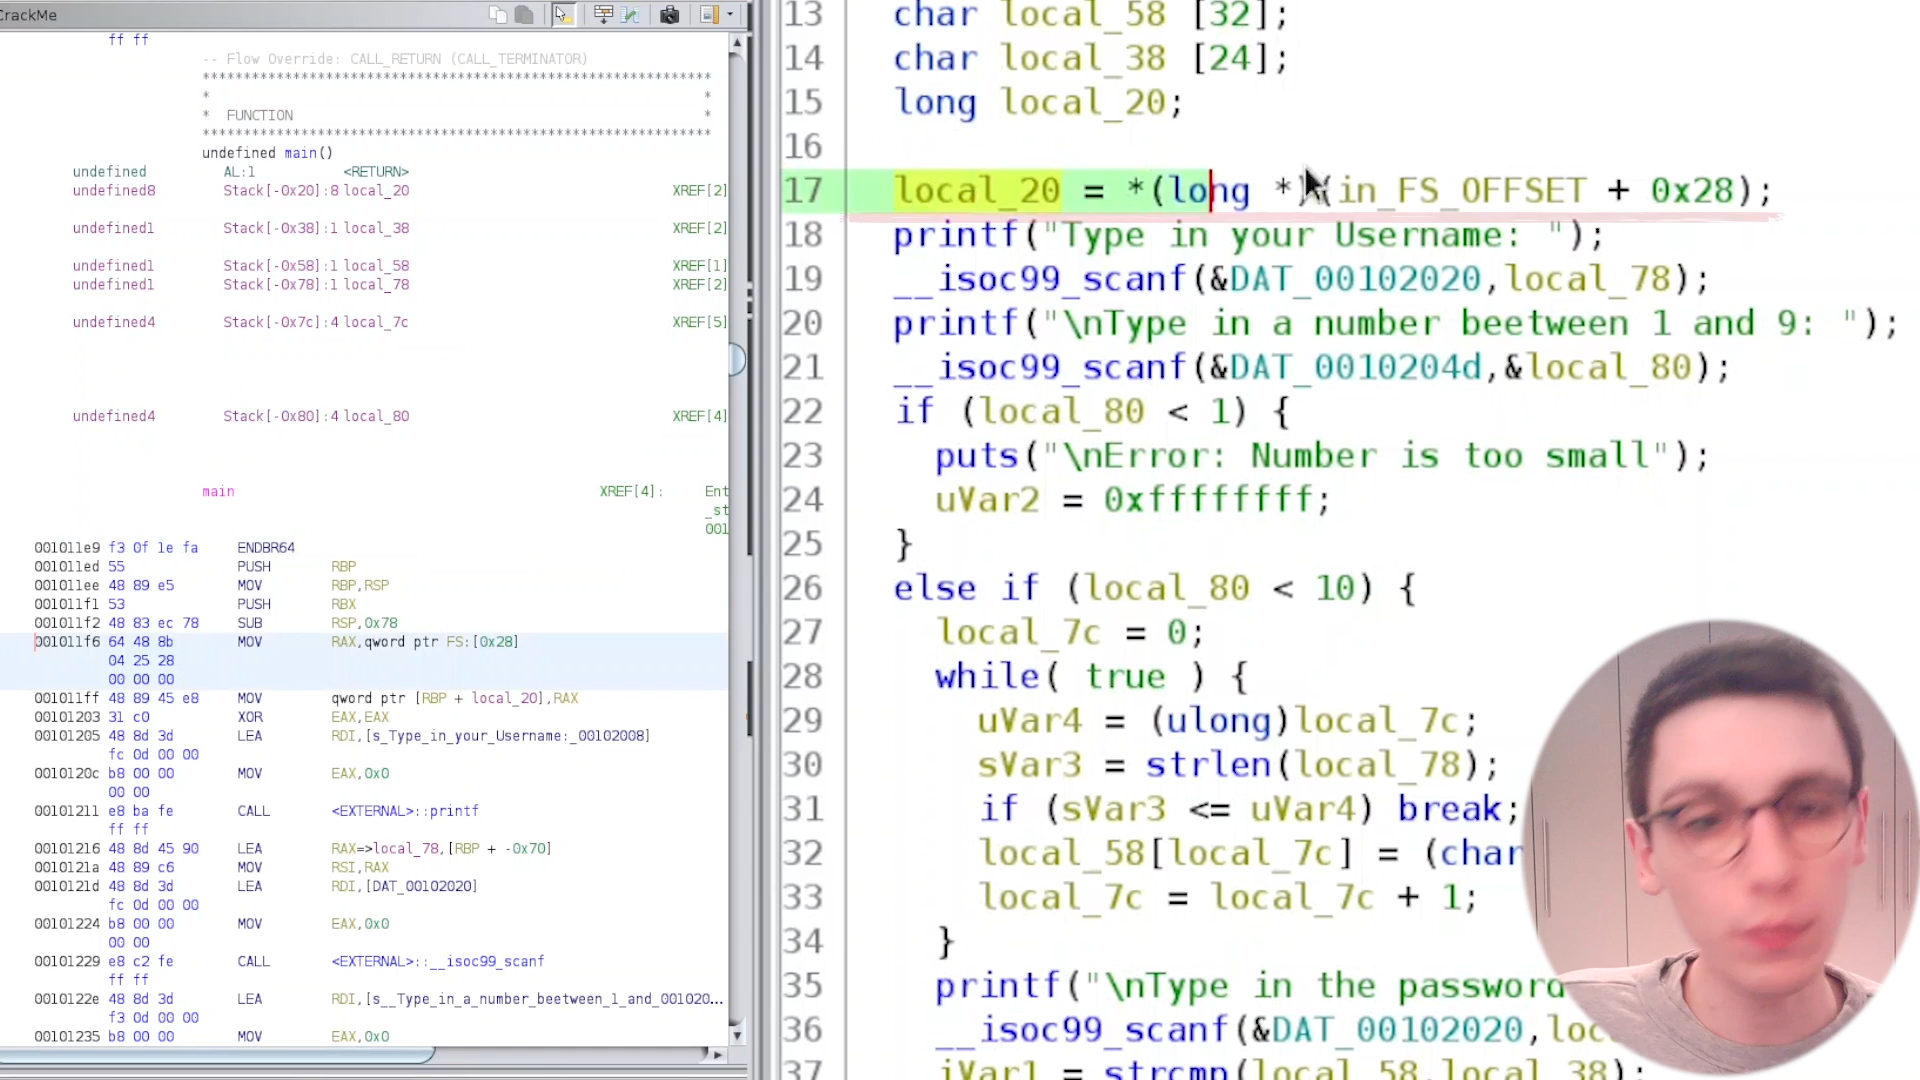 CrackMe
ff ff
-- Flow Override: CALL_RETURN (CALL_TERMINATOR)
**************************************************************
* *
* FUNCTION *
**************************************************************
undefined main()
undefined AL:1 <RETURN>
undefined8 Stack[-0x20]:8 local_20 XREF[2]
undefined1 Stack[-0x38]:1 local_38 XREF[2]
undefined1 Stack[-0x58]:1 local_58 XREF[1]
undefined1 Stack[-0x78]:1 local_78 XREF[2]
undefined4 Stack[-0x7c]:4 local_7c XREF[5]
undefined4 Stack[-0x80]:4 local_80 XREF[4]
main XREF[4]: Ent
_st
001
001011e9 f3 0f 1e fa ENDBR64
001011ed 55 PUSH RBP
001011ee 48 89 e5 MOV RBP,RSP
001011f1 53 PUSH RBX
001011f2 48 83 ec 78 SUB RSP,0x78
001011f6 64 48 8b MOV RAX,qword ptr FS:[0x28]
04 25 28
00 00 00
001011ff 48 89 45 e8 MOV qword ptr [RBP + local_20],RAX
00101203 31 c0 XOR EAX,EAX
00101205 48 8d 3d LEA RDI,[s_Type_in_your_Username:_00102008]
fc 0d 00 00
0010120c b8 00 00 MOV EAX,0x0
00 00
00101211 e8 ba fe CALL <EXTERNAL>::printf
ff ff
00101216 48 8d 45 90 LEA RAX=>local_78,[RBP + -0x70]
0010121a 48 89 c6 MOV RSI,RAX
0010121d 48 8d 3d LEA RDI,[DAT_00102020]
fc 0d 00 00
00101224 b8 00 00 MOV EAX,0x0
00 00
00101229 e8 c2 fe CALL <EXTERNAL>::__isoc99_scanf
ff ff
0010122e 48 8d 3d LEA RDI,[s__Type_in_a_number_beetween_1_and_001020...
f3 0d 00 00
00101235 b8 00 00 MOV EAX,0x0
13 char local_58 [32];
14 char local_38 [24];
15 long local_20;
16
17 local_20 = *(long *)(in_FS_OFFSET + 0x28);
18 printf("Type in your Username: ");
19 __isoc99_scanf(&DAT_00102020,local_78);
20 printf("\nType in a number beetween 1 and 9: ");
21 __isoc99_scanf(&DAT_0010204d,&local_80);
22 if (local_80 < 1) {
23 puts("\nError: Number is too small");
24 uVar2 = 0xffffffff;
25 }
26 else if (local_80 < 10) {
27 local_7c = 0;
28 while( true ) {
29 uVar4 = (ulong)local_7c;
30 sVar3 = strlen(local_78);
31 if (sVar3 <= uVar4) break;
32 local_58[local_7c] = (char
33 local_7c = local_7c + 1;
34 }
35 printf("\nType in the password
36 __isoc99_scanf(&DAT_00102020,loc
37 iVar1 = strcmp(local_58,local_38);